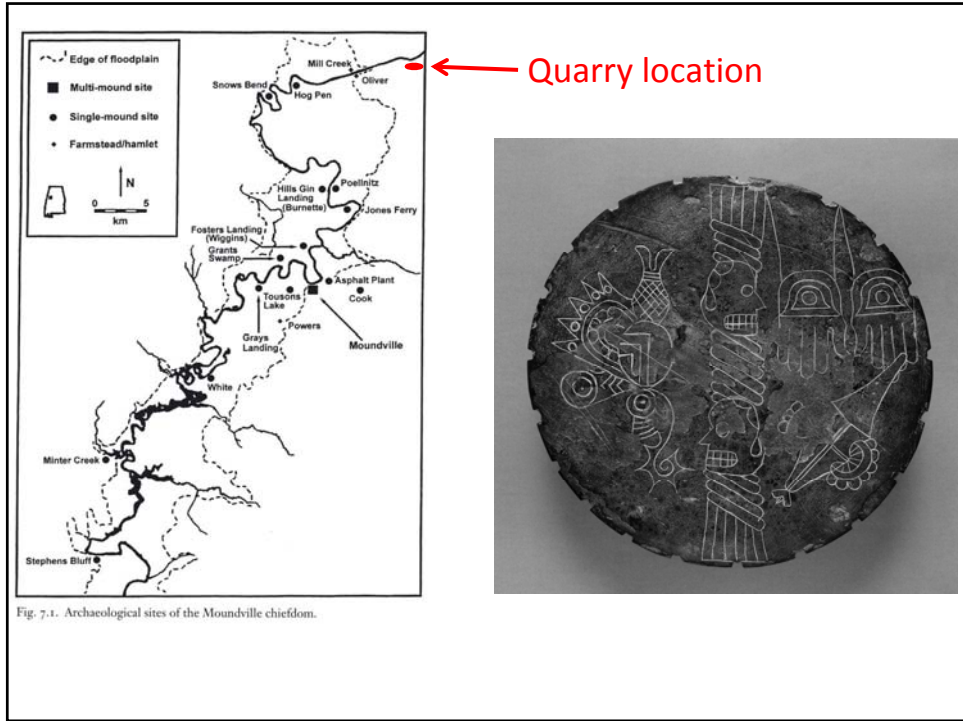 Edge of floodplain
Multi-mound site
Single-mound site
Farmstead/hamlet
N
0 5
km
Mill Creek
Oliver
Snows Bend
Hog Pen
Quarry location
Hills Gin
Landing
(Burnette)
Poellnitz
Jones Ferry
Fosters Landing
(Wiggins)
Grants
Swamp
Asphalt Plant
Cook
Tousons
Lake
Powers
Grays
Landing
Moundville
White
Minter Creek
Stephens Bluff
Fig. 7.1. Archaeological sites of the Moundville chiefdom.